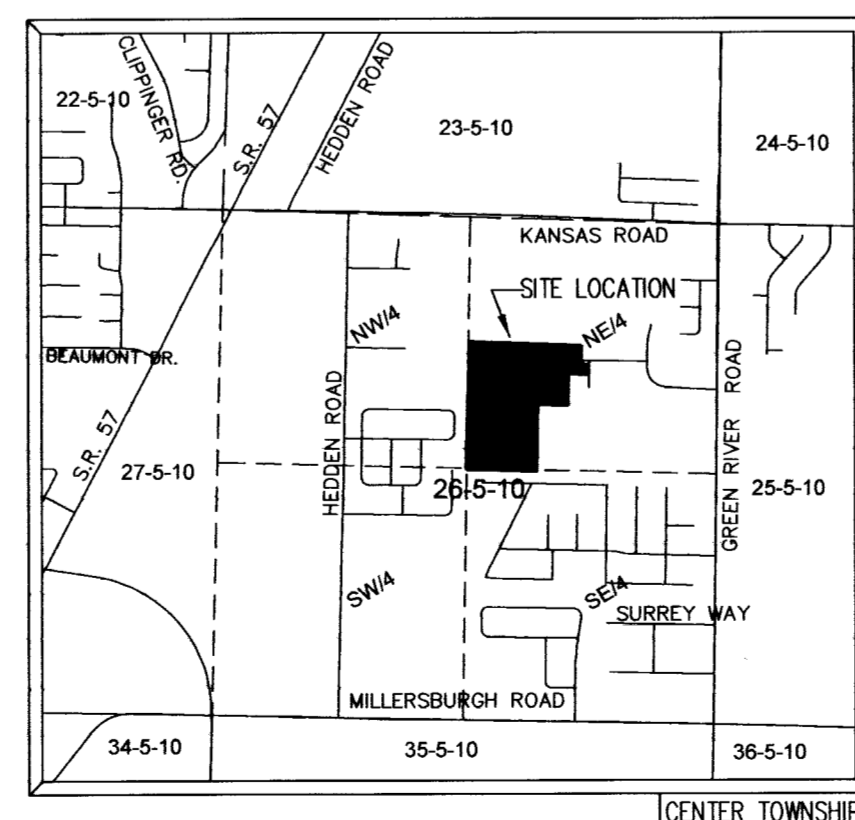 22-5-10
CLIPPINGER RD.
S.R. 57
HEDDEN ROAD
23-5-10
24-5-10
KANSAS ROAD
SITE LOCATION
NW/4
NE/4
BEAUMONT DR.
S.R. 57
27-5-10
HEDDEN ROAD
26-5-10
GREEN RIVER ROAD
25-5-10
SW/4
SE/4
SURREY WAY
MILLERSBURGH ROAD
34-5-10
35-5-10
36-5-10
CENTER TOWNSHIP